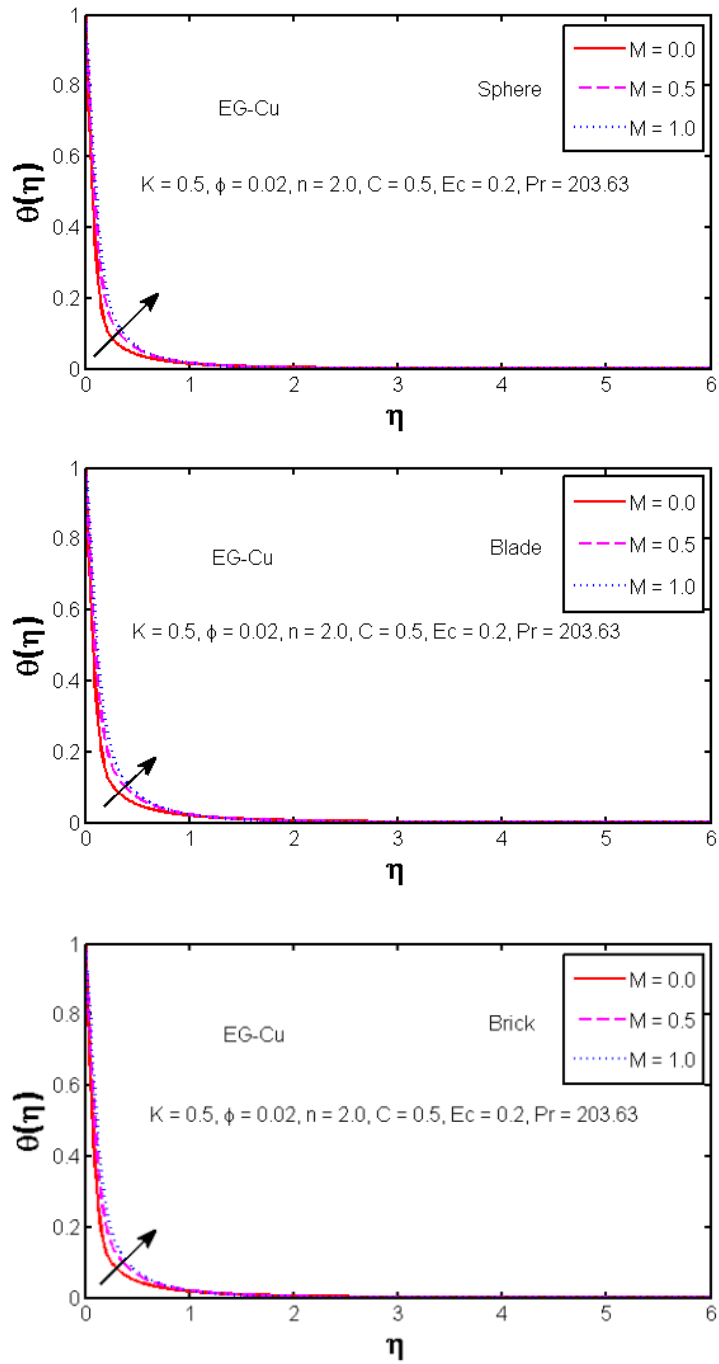 1
M = 0.0
Sphere
M = 0.5
0.8
EG-Cu
M = 1.0
0.6
θ(η)
K = 0.5, ϕ = 0.02, n = 2.0, C = 0.5, Ec = 0.2, Pr = 203.63
0.4
0.2
0
0 1 2 3 4 5 6
η
1
M = 0.0
Blade
M = 0.5
0.8
EG-Cu
M = 1.0
0.6
θ(η)
K = 0.5, ϕ = 0.02, n = 2.0, C = 0.5, Ec = 0.2, Pr = 203.63
0.4
0.2
0
0 1 2 3 4 5 6
η
1
M = 0.0
Brick
M = 0.5
0.8
EG-Cu
M = 1.0
0.6
θ(η)
K = 0.5, ϕ = 0.02, n = 2.0, C = 0.5, Ec = 0.2, Pr = 203.63
0.4
0.2
0
0 1 2 3 4 5 6
η